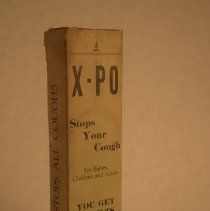 X-PO
Stops
Your
Cough
For Babies,
Children and Adults
YOU GET
STOPS ALL COUGHS